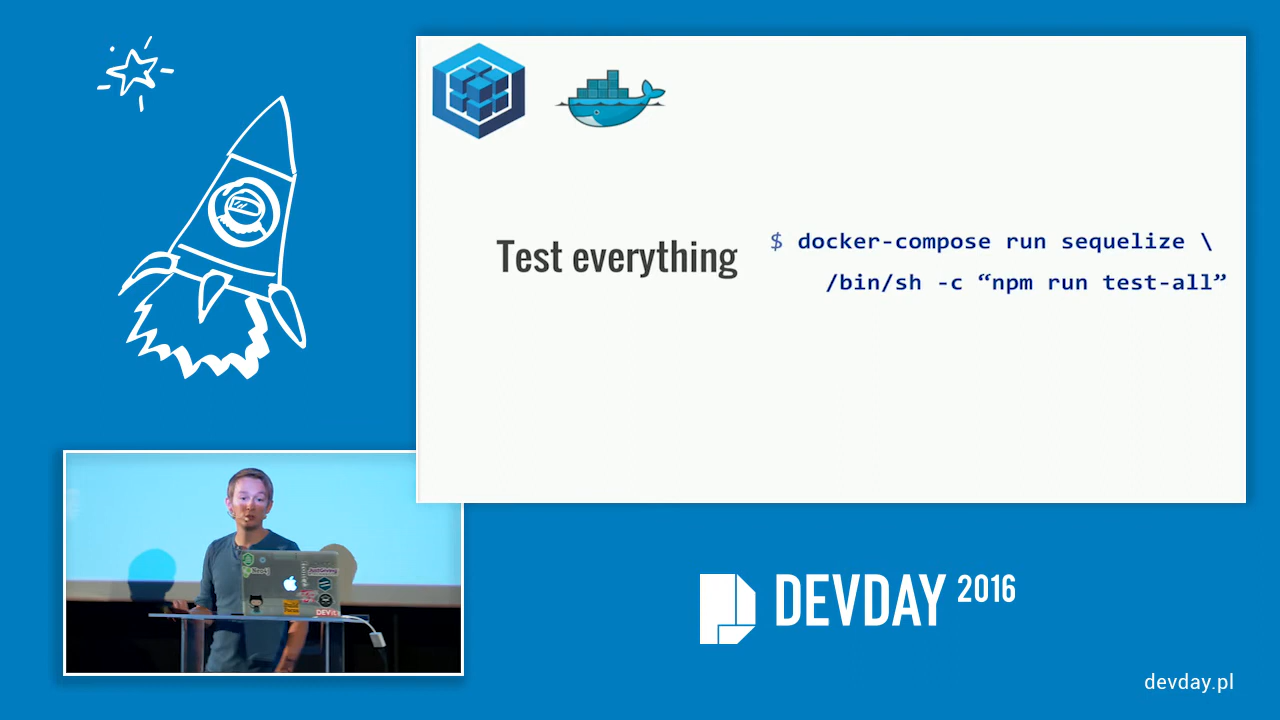 Test everything
$ docker-compose run sequelize \
/bin/sh -c “npm run test-all”
DEVDAY 2016
devday.pl